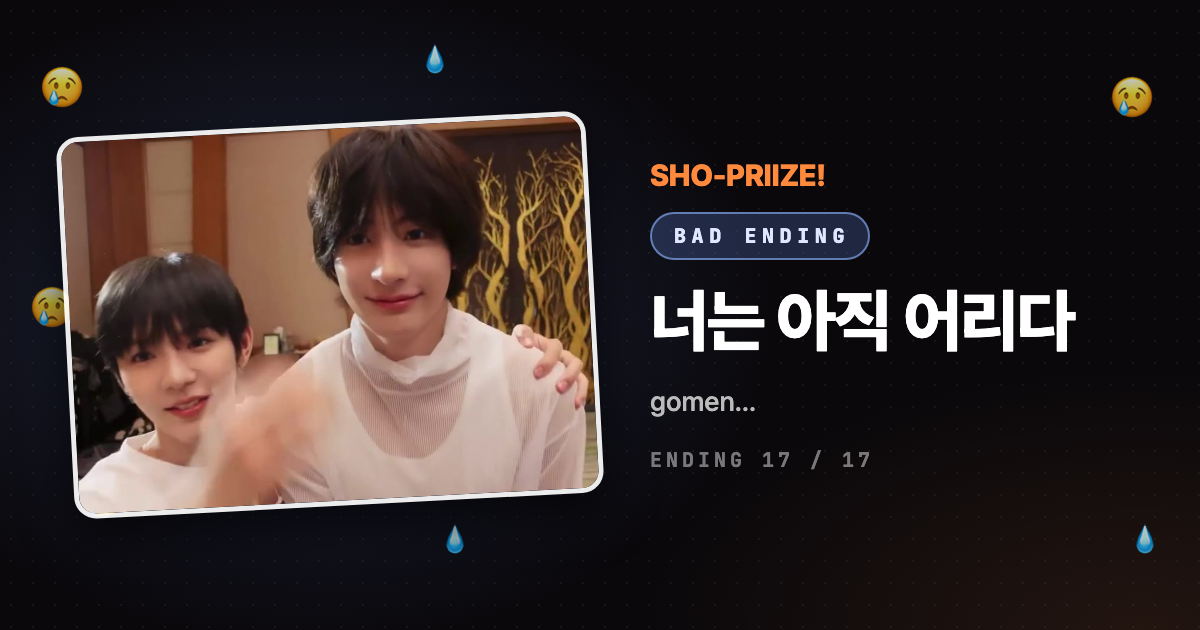 SHO-PRIIZE!
BAD ENDING
너는 아직 어리다
gomen...
ENDING 17 / 17